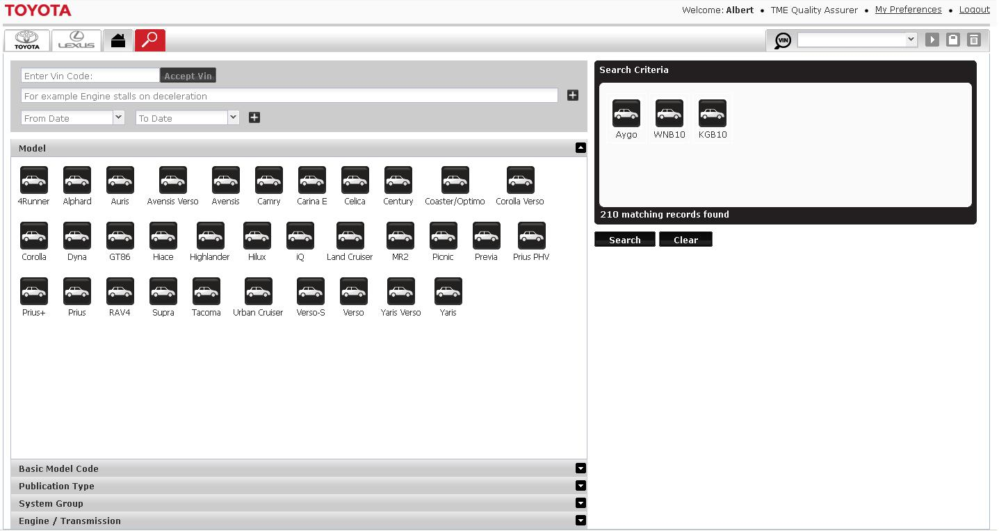 TOYOTA
Welcome: Albert • TME Quality Assurer • My Preferences • Logout
TOYOTA
LEXUS
VIN
Enter Vin Code:
Accept Vin
For example Engine stalls on deceleration
From Date
To Date
Model
4Runner Alphard Auris Avensis Verso Avensis Camry Carina E Celica Century Coaster/Optimo Corolla Verso
Corolla Dyna GT86 Hiace Highlander Hilux iQ Land Cruiser MR2 Picnic Previa Prius PHV
Prius+ Prius RAV4 Supra Tacoma Urban Cruiser Verso-S Verso Yaris Verso Yaris
Basic Model Code
Publication Type
System Group
Engine / Transmission
Search Criteria
Aygo WNB10 KGB10
210 matching records found
Search Clear